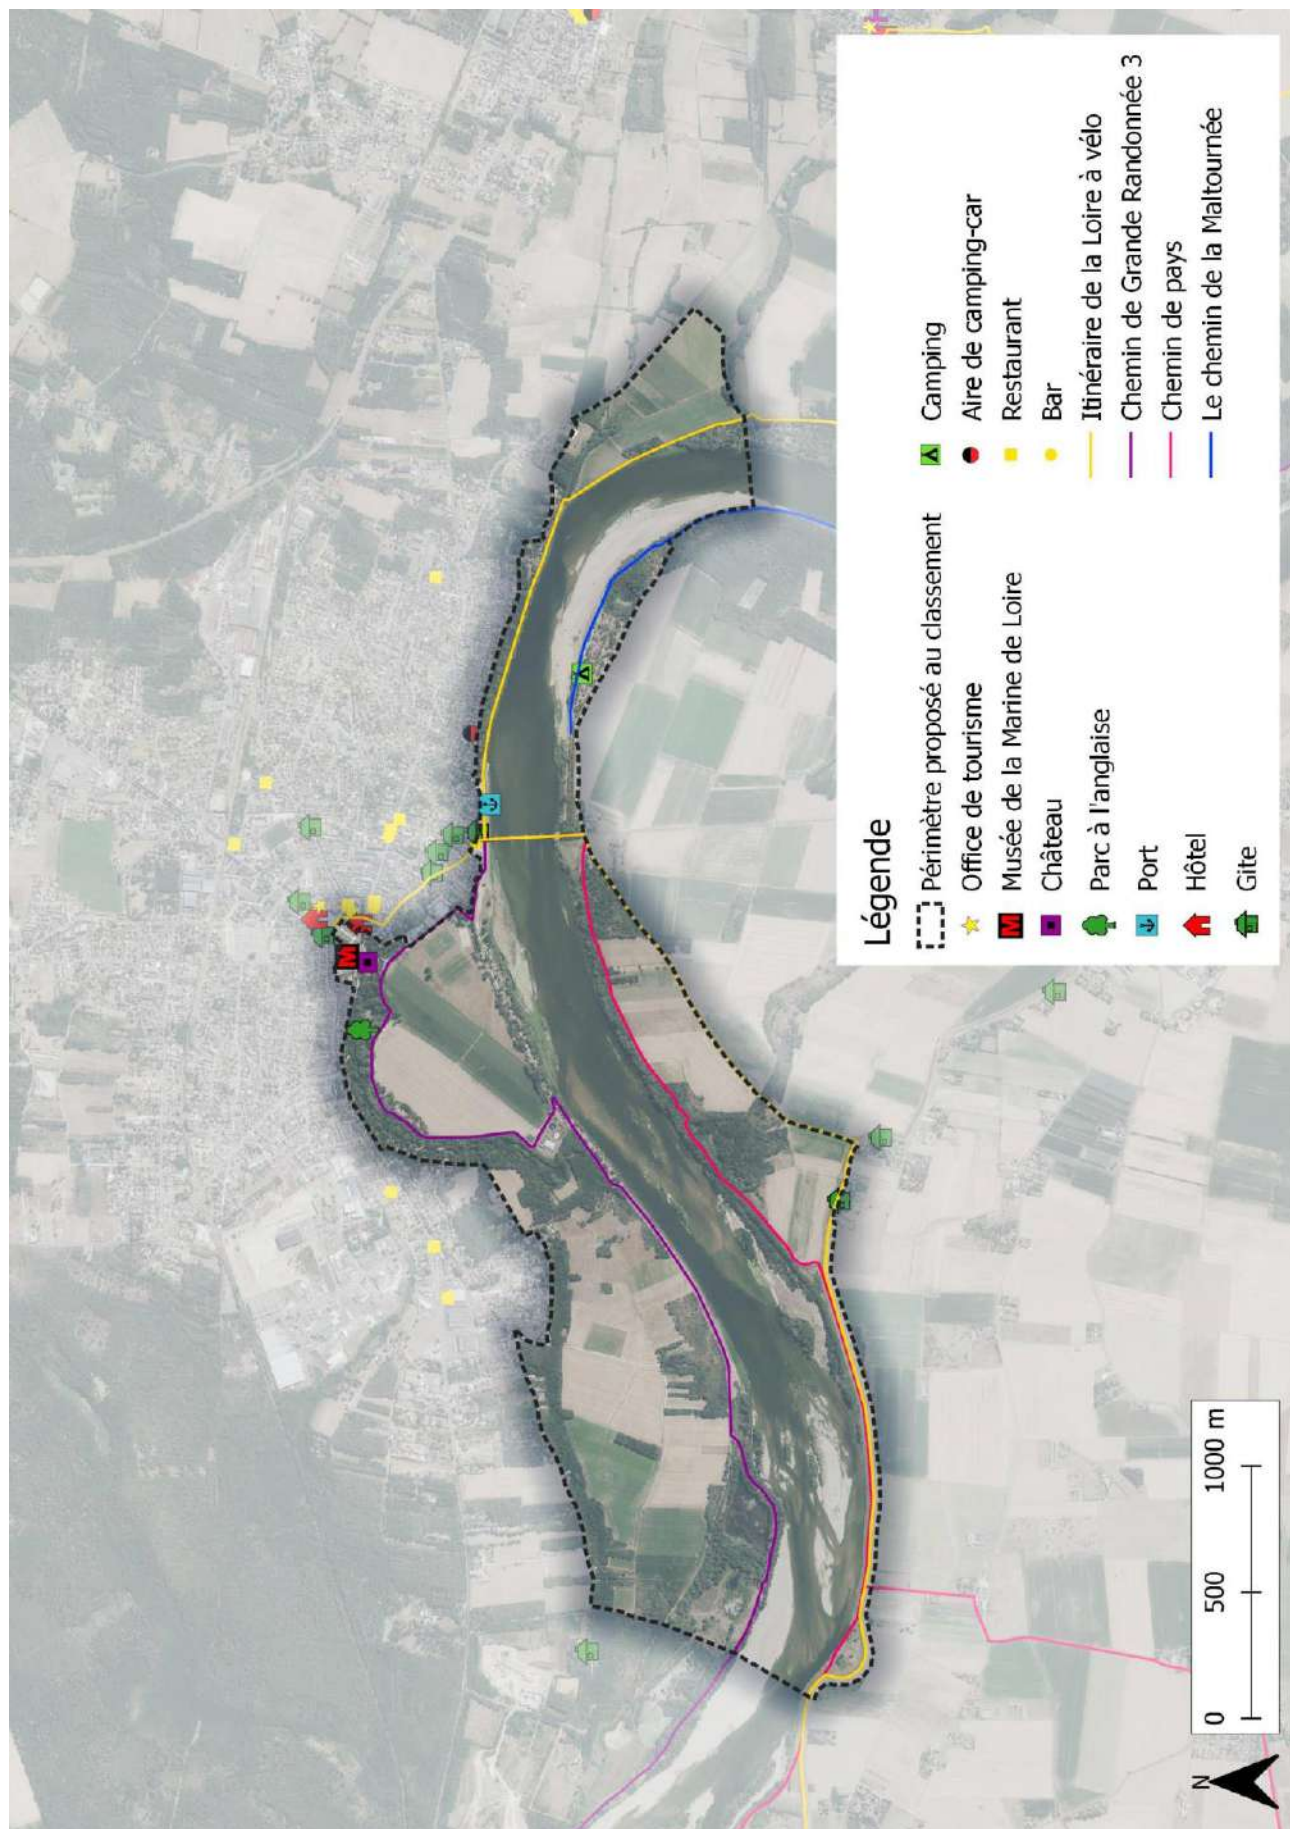 Légende
Périmètre proposé au classement
Office de tourisme
Musée de la Marine de Loire
Château
Parc à l'anglaise
Port
Hôtel
Gite
Camping
Aire de camping-car
Restaurant
Bar
Itinéraire de la Loire à vélo
Chemin de Grande Randonnée 3
Chemin de pays
Le chemin de la Maltournée
M
M
N
0 500 1000 m